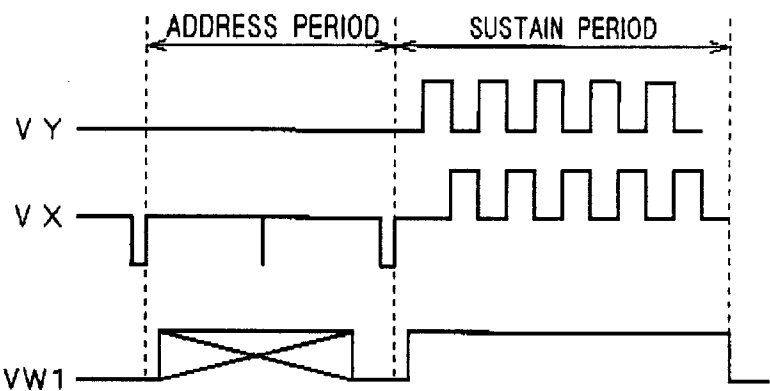 ADDRESS PERIOD SUSTAIN PERIOD
V Y
V X
VW1